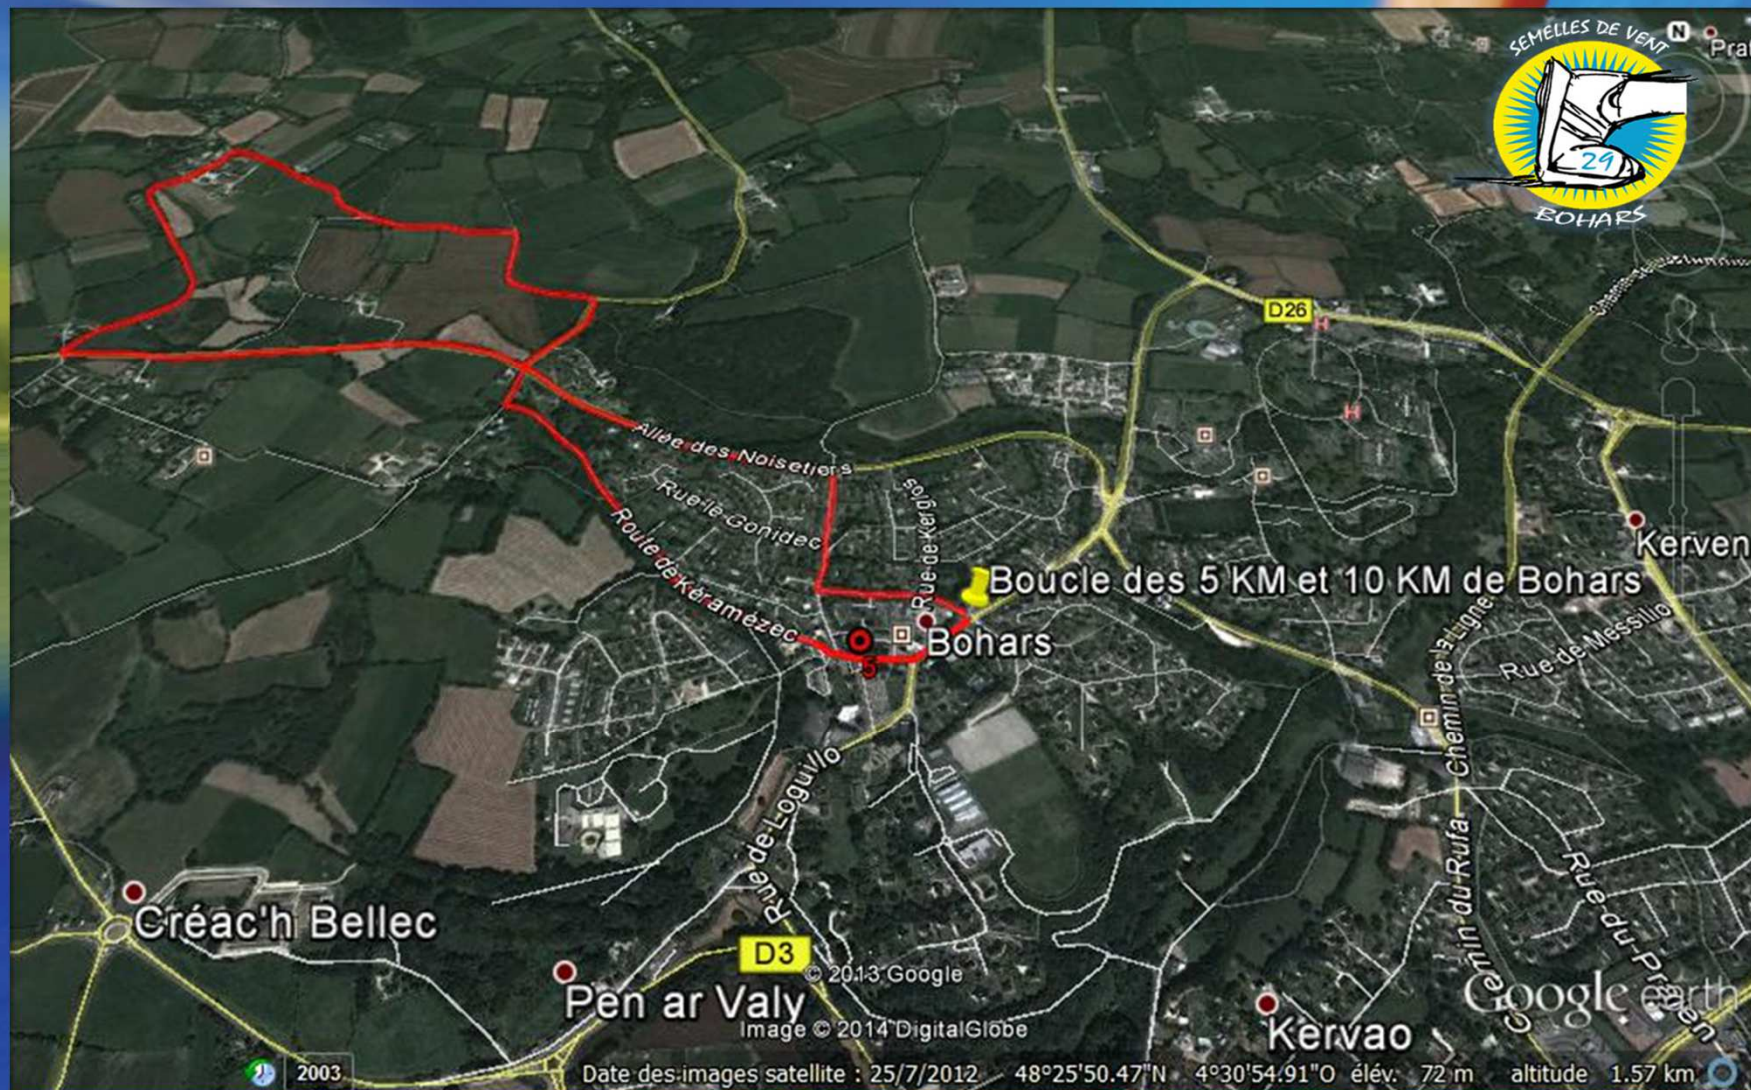 SEMELLES DE VENT
N
29
BOHARS
D26
H
H
Allée des Noisetiers
Rue le Gonidec
Rue de Kerglos
Route de Keramézec
Kerven
Boucle des 5 KM et 10 KM de Bohars
Bohars
5
Rue de Messilio
Chemin de la Ligne
Rue de Loguillo
Chemin du Rufa
Créac'h Bellec
D3
© 2013 Google
Pen ar Valy
Image © 2014 DigitalGlobe
Kervao
Google earth
2003
Date des images satellite : 25/7/2012 48°25'50.47"N 4°30'54.91"O élév. 72 m altitude 1.57 km